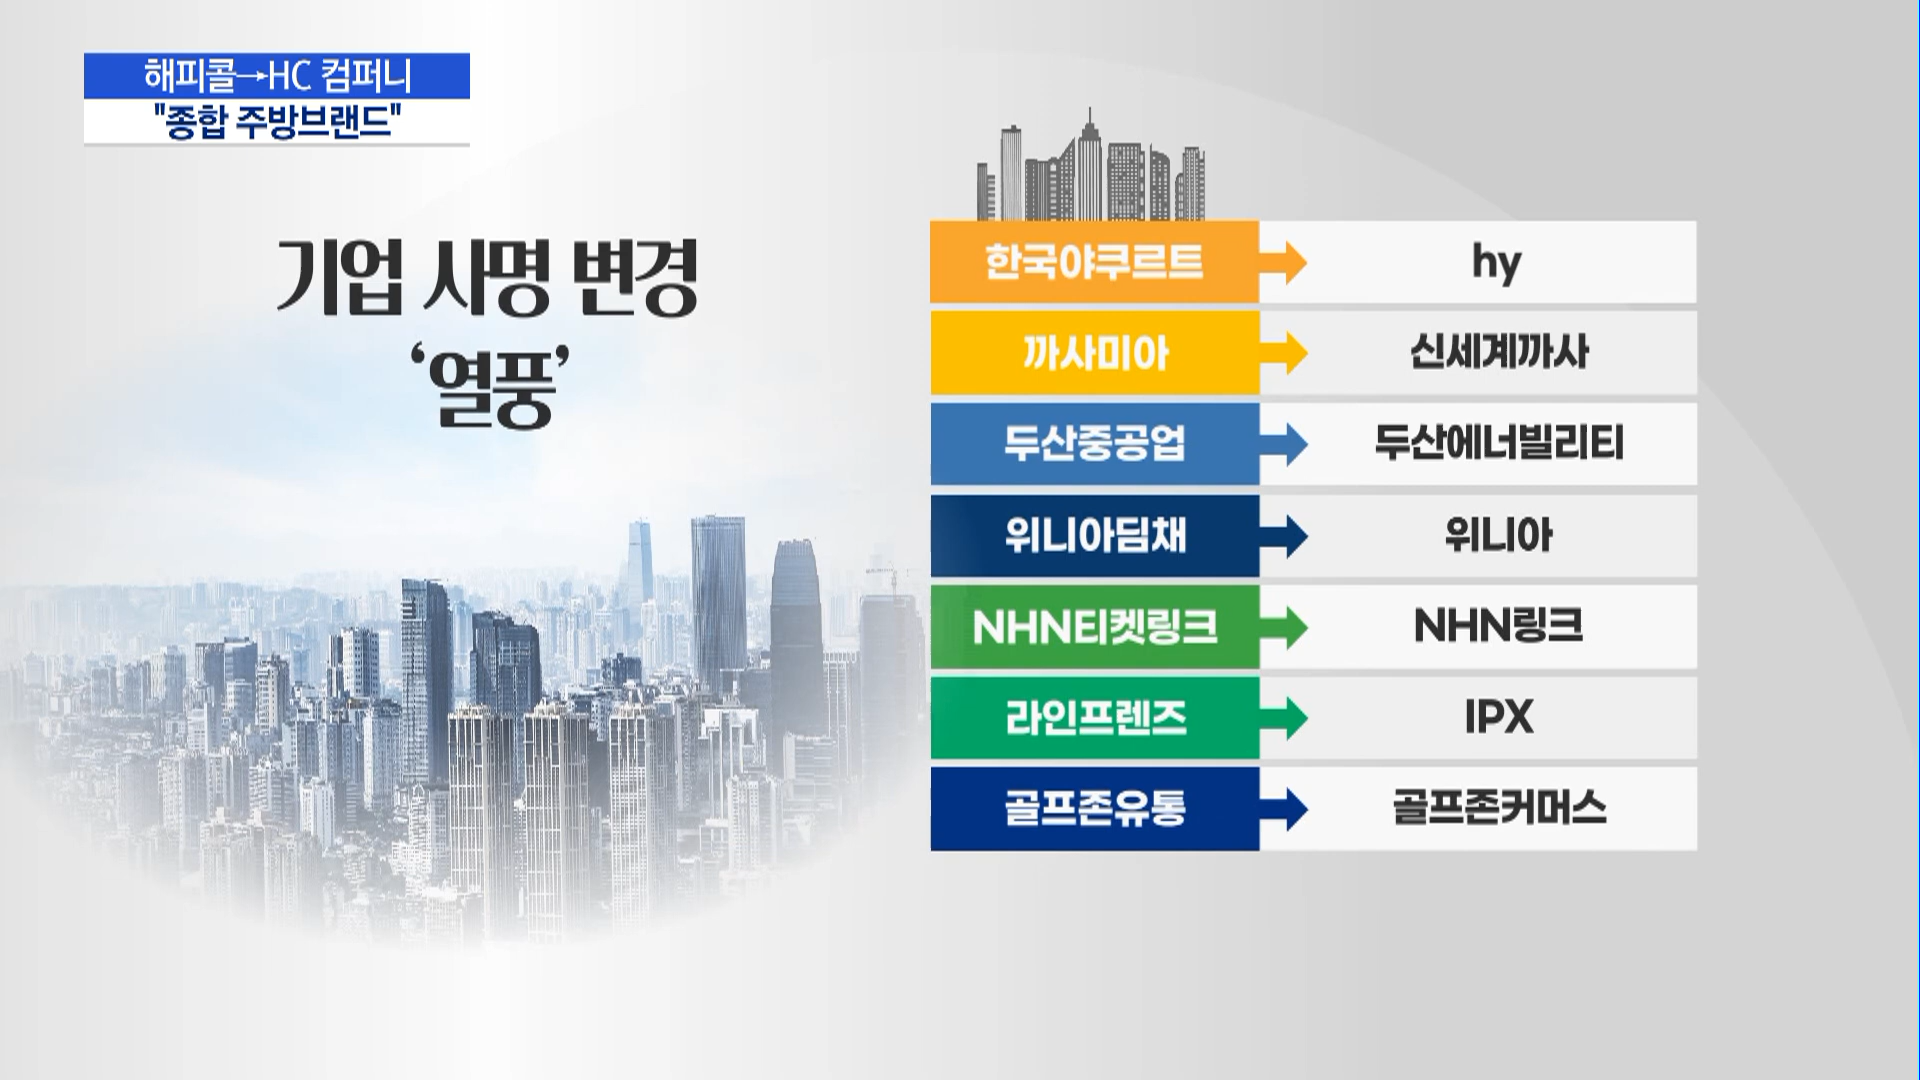 해피콜→HC 컴퍼니
"종합 주방브랜드"
기업 사명 변경
‘열풍’
한국야쿠르트 → hy
까사미아 → 신세계까사
두산중공업 → 두산에너빌리티
위니아딤채 → 위니아
NHN티켓링크 → NHN링크
라인프렌즈 → IPX
골프존유통 → 골프존커머스